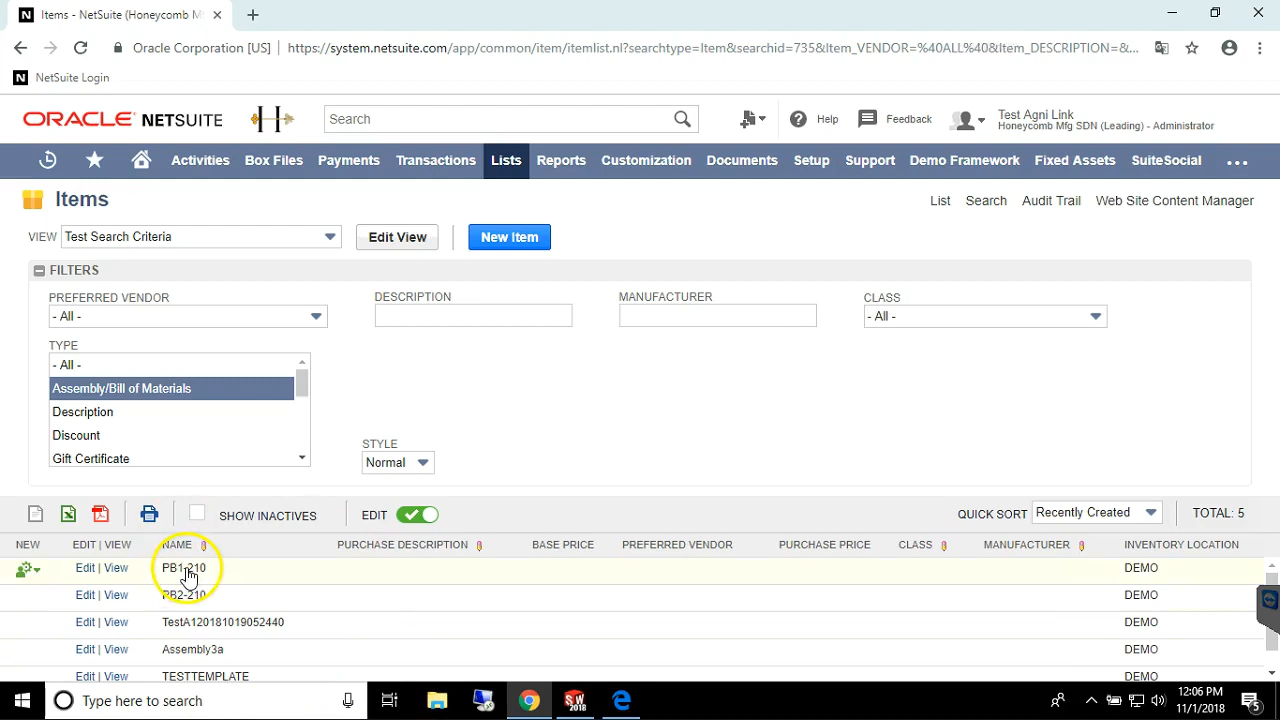 Items - NetSuite (Honeycomb M
Oracle Corporation [US]
https://system.netsuite.com/app/common/item/itemlist.nl?searchtype=Item&searchid=735&Item_VENDOR=%40ALL%40&Item_DESCRIPTION=&...
N NetSuite Login
ORACLE NETSUITE
H
Search
Help
Feedback
Test Agni Link
Honeycomb Mfg SDN (Leading) - Administrator
Activities Box Files Payments Transactions Lists Reports Customization Documents Setup Support Demo Framework Fixed Assets SuiteSocial ...
Items
List Search Audit Trail Web Site Content Manager
VIEW Test Search Criteria Edit View New Item
FILTERS
PREFERRED VENDOR DESCRIPTION MANUFACTURER CLASS
- All - - All -
TYPE
- All -
Assembly/Bill of Materials
Description
Discount
Gift Certificate
STYLE
Normal
SHOW INACTIVES EDIT QUICK SORT Recently Created TOTAL: 5
NEW EDIT | VIEW NAME PURCHASE DESCRIPTION BASE PRICE PREFERRED VENDOR PURCHASE PRICE CLASS MANUFACTURER INVENTORY LOCATION
Edit | View PB1-210 DEMO
Edit | View PB2-210 DEMO
Edit | View TestA120181019052440 DEMO
Edit | View Assembly3a DEMO
Edit | View TESTTEMPLATE DEMO
Type here to search
SW
2018
12:06 PM
11/1/2018
5